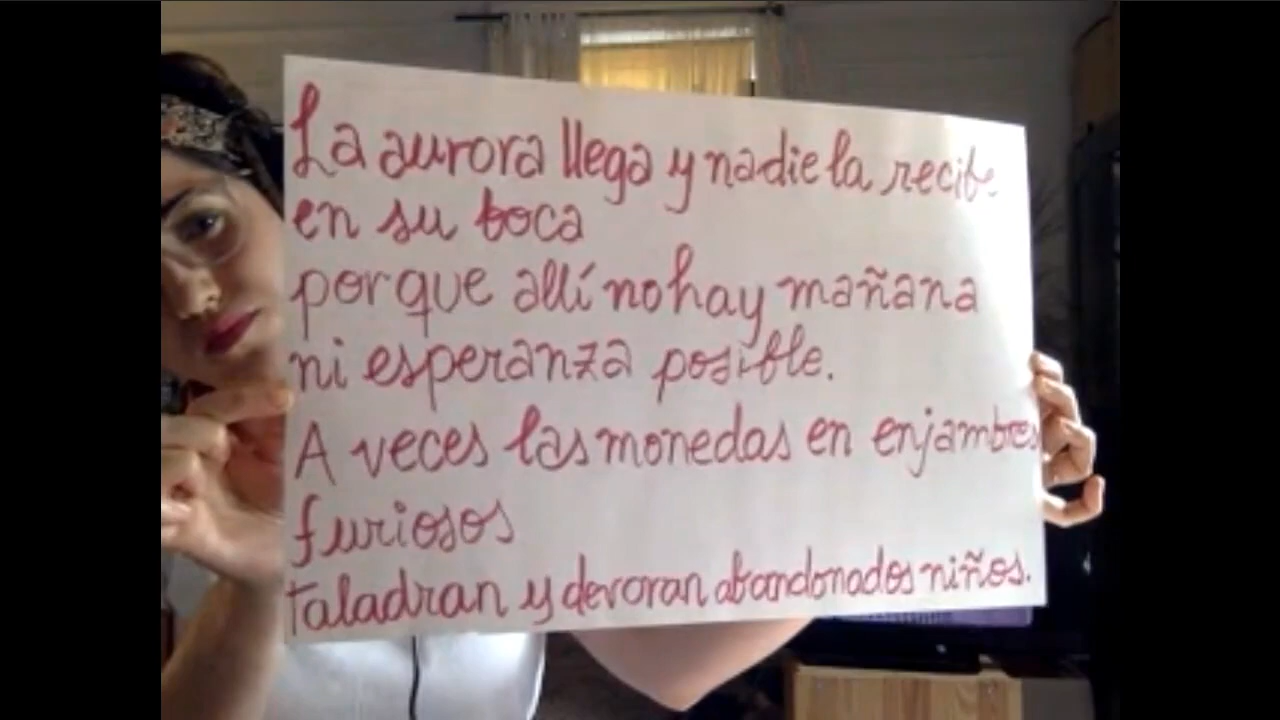 La aurora llega y nadie la recibe
en su boca
porque allí no hay mañana
ni esperanza posible.
A veces las monedas en enjambres
furiosos
taladran y devoran abandonados niños.